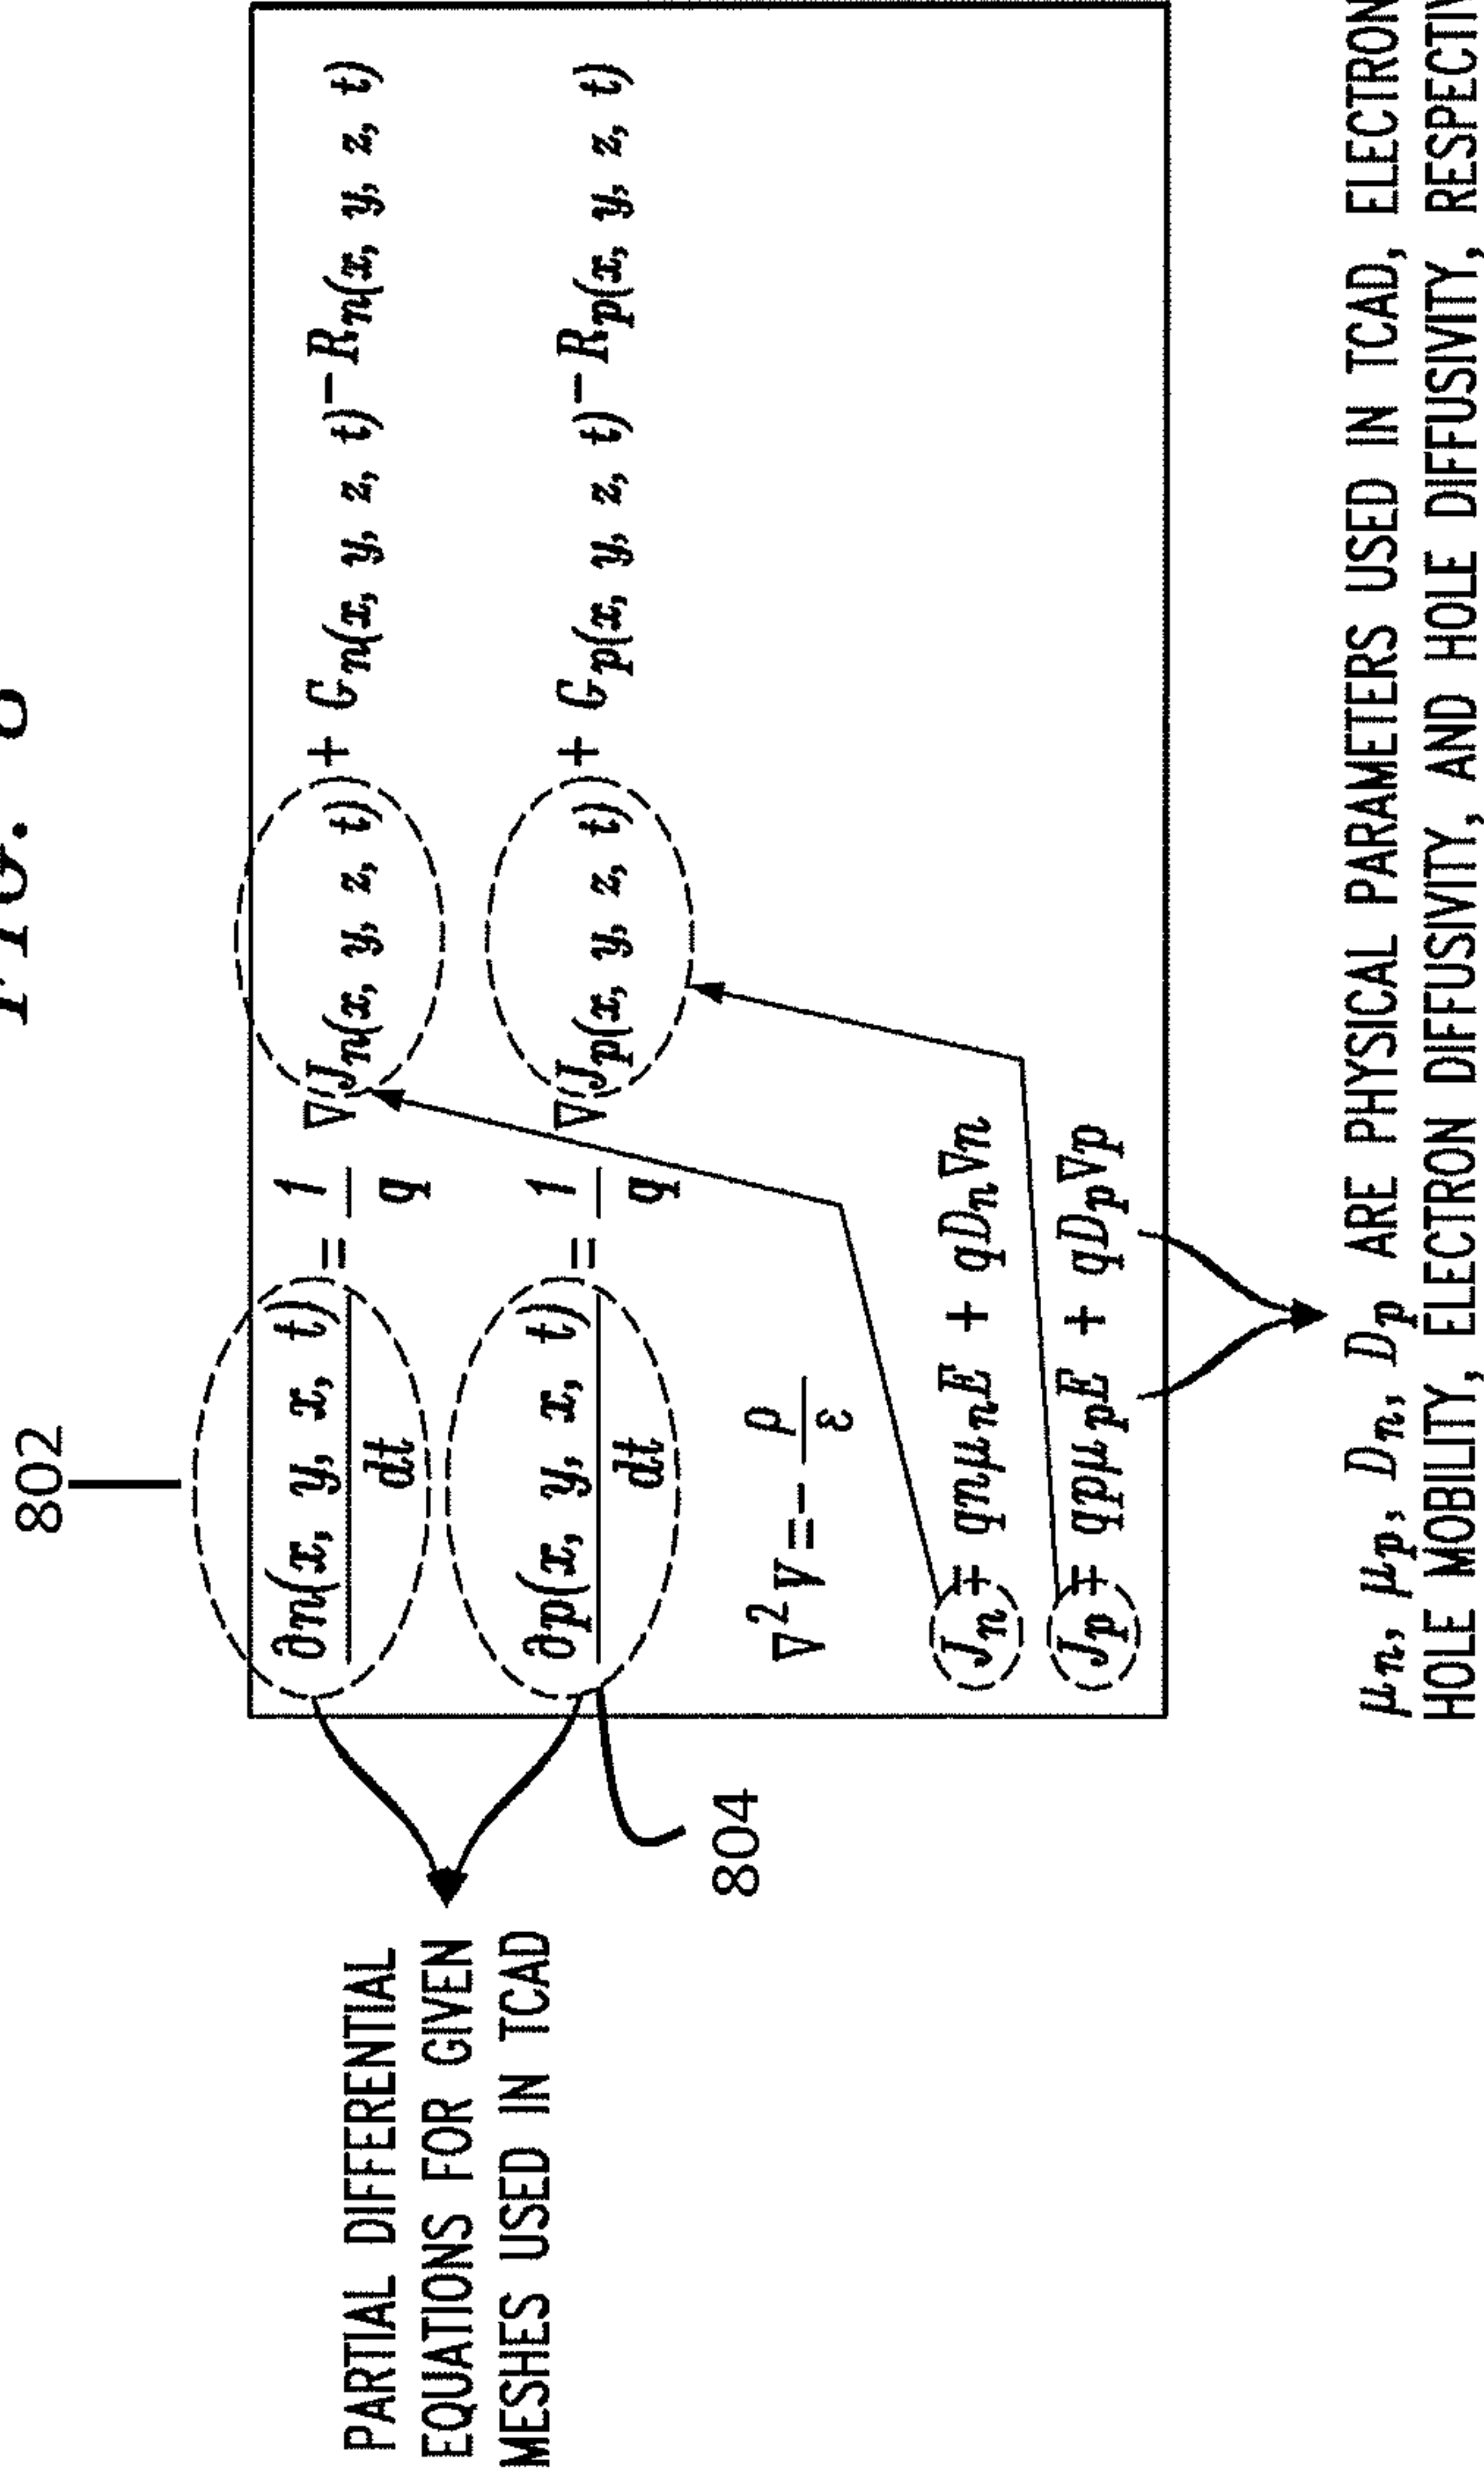 FIG. 8
802
∂n(x, y, x, t)/dt = 1/q ∇J_n(x, y, z, t) + G_n(x, y, z, t) - R_n(x, y, z, t)
∂p(x, y, x, t)/dt = 1/q ∇J_p(x, y, z, t) + G_p(x, y, z, t) - R_p(x, y, z, t)
∇²V = - ρ/ε
J_n = qnμ_nE + qD_n∇n
J_p = qpμ_pE + qD_p∇p
PARTIAL DIFFERENTIAL
EQUATIONS FOR GIVEN
MESHES USED IN TCAD
804
μ_n, μ_p, D_n, D_p ARE PHYSICAL PARAMETERS USED IN TCAD, ELECTRON
HOLE MOBILITY, ELECTRON DIFFUSIVITY, AND HOLE DIFFUSIVITY,